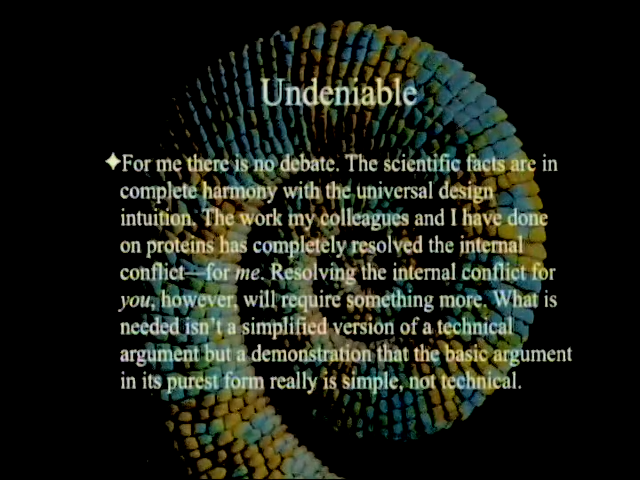 Undeniable
✦For me there is no debate. The scientific facts are in
complete harmony with the universal design
intuition. The work my colleagues and I have done
on proteins has completely resolved the internal
conflict—for me. Resolving the internal conflict for
you, however, will require something more. What is
needed isn't a simplified version of a technical
argument but a demonstration that the basic argument
in its purest form really is simple, not technical.